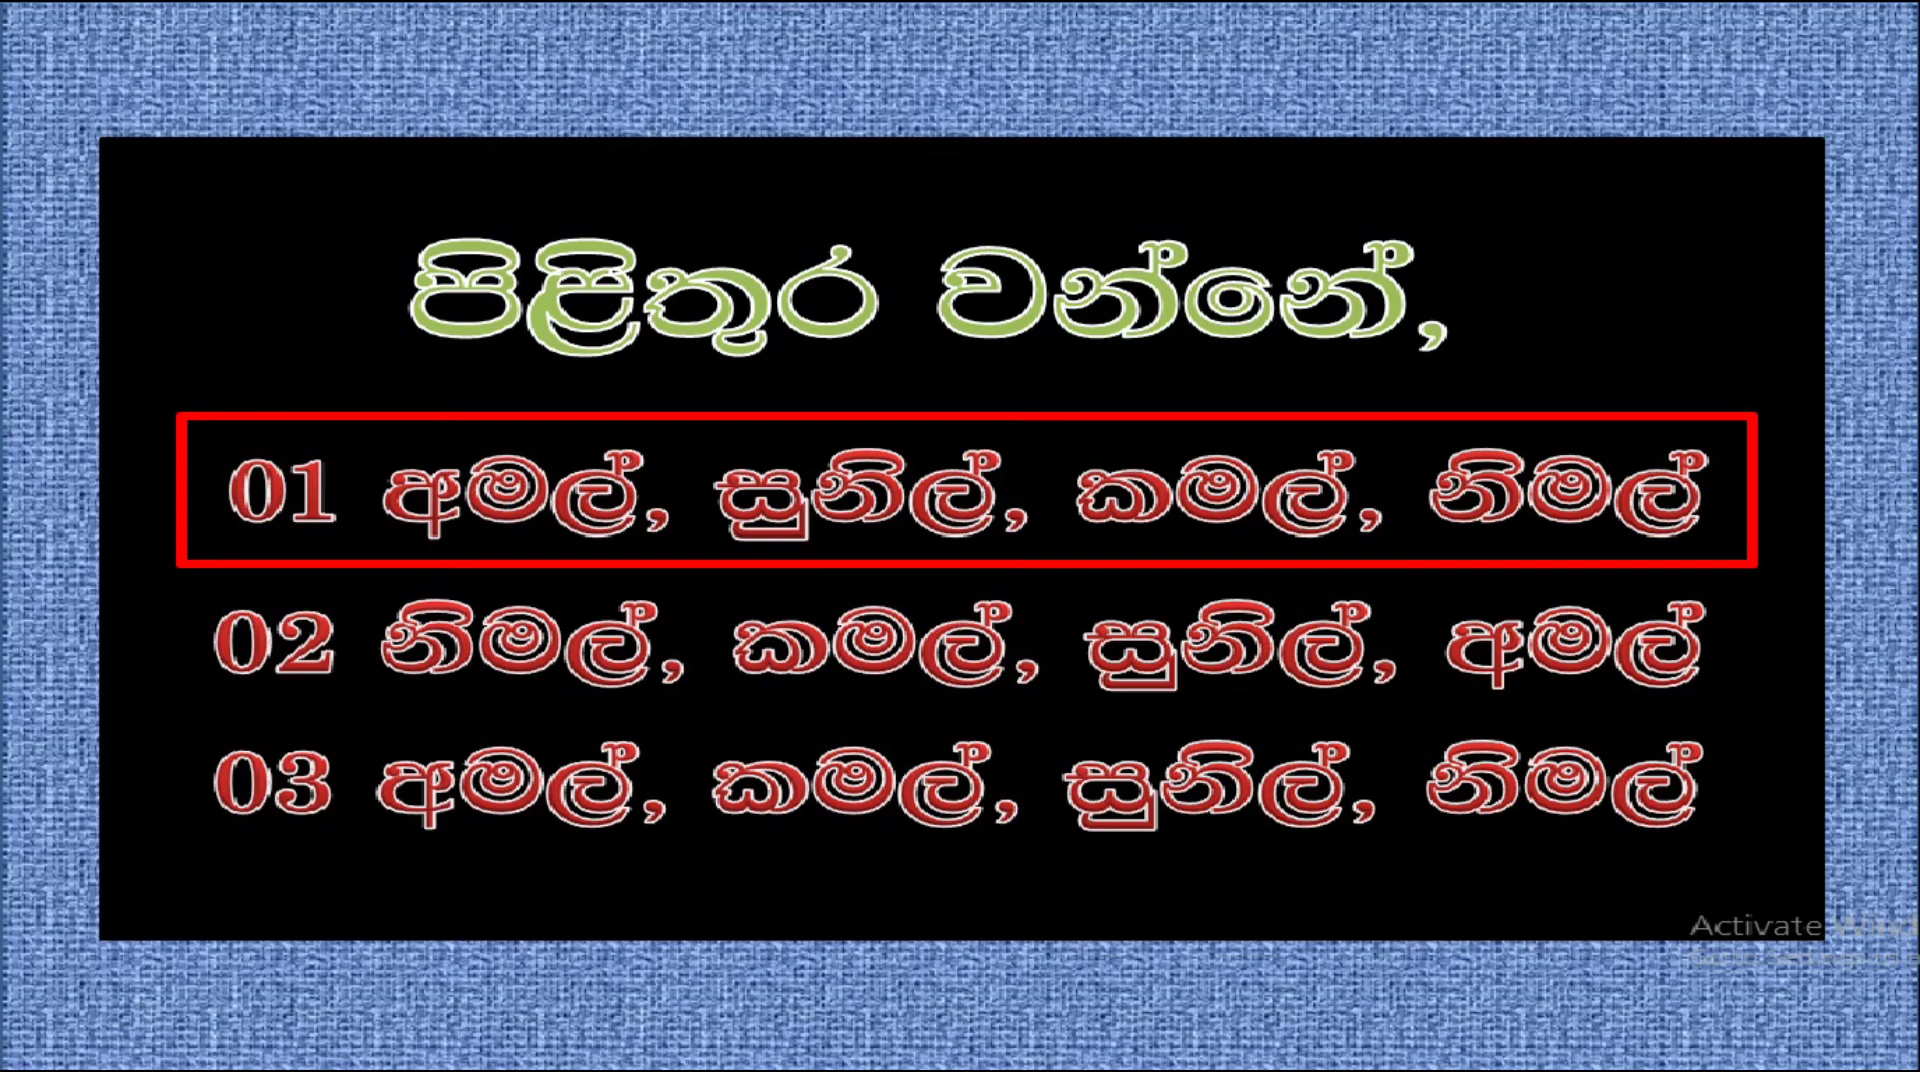 පිළිතුර වන්නේ,
01 අමල්, සුනිල්, කමල්, නිමල්
02 නිමල්, කමල්, සුනිල්, අමල්
03 අමල්, කමල්, සුනිල්, නිමල්
Activate